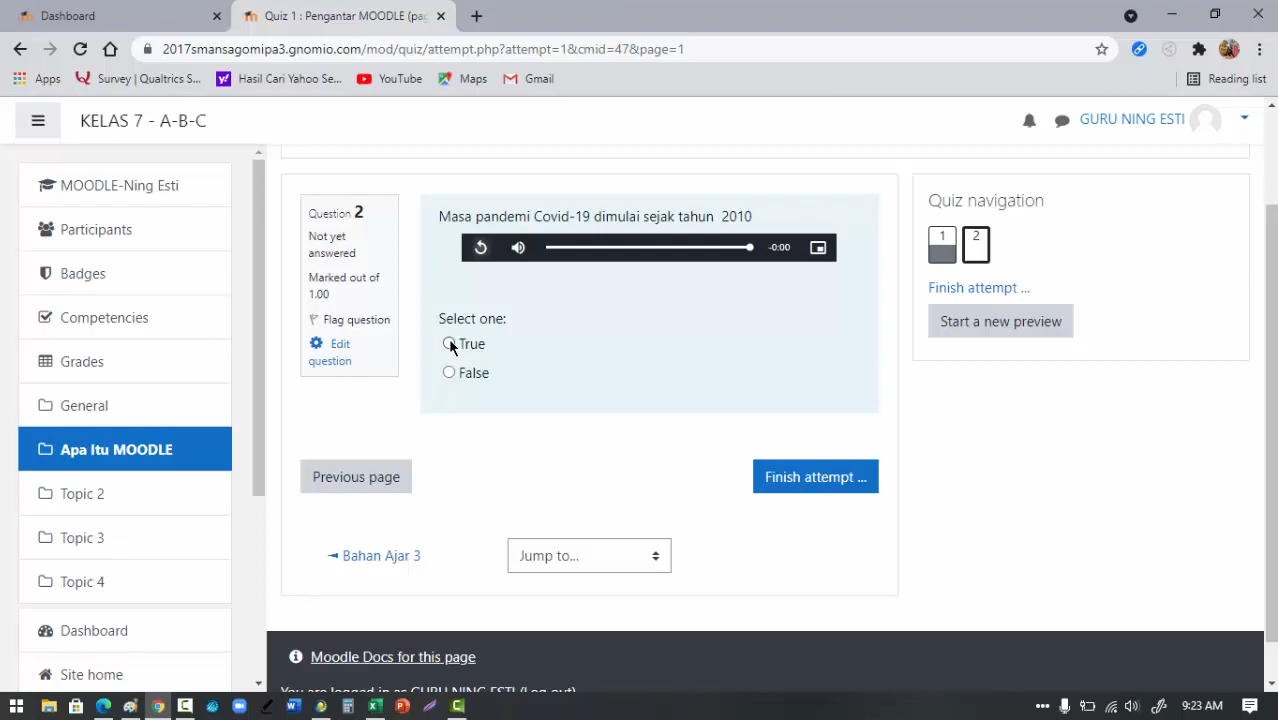 Dashboard
Quiz 1 : Pengantar MOODLE (pag
2017smansagomipa3.gnomio.com/mod/quiz/attempt.php?attempt=1&cmid=47&page=1
Apps
Survey | Qualtrics S...
Hasil Cari Yahoo Se...
YouTube
Maps
Gmail
Reading list
KELAS 7 - A-B-C
GURU NING ESTI
MOODLE-Ning Esti
Participants
Badges
Competencies
Grades
General
Apa Itu MOODLE
Topic 2
Topic 3
Topic 4
Dashboard
Site home
Question 2
Not yet
answered
Marked out of
1.00
Flag question
Edit
question
Masa pandemi Covid-19 dimulai sejak tahun 2010
-0:00
Select one:
True
False
Previous page
Finish attempt ...
Bahan Ajar 3
Jump to...
Quiz navigation
1
2
Finish attempt ...
Start a new preview
Moodle Docs for this page
You are logged in as GURU NING ESTI (Log out)
9:23 AM